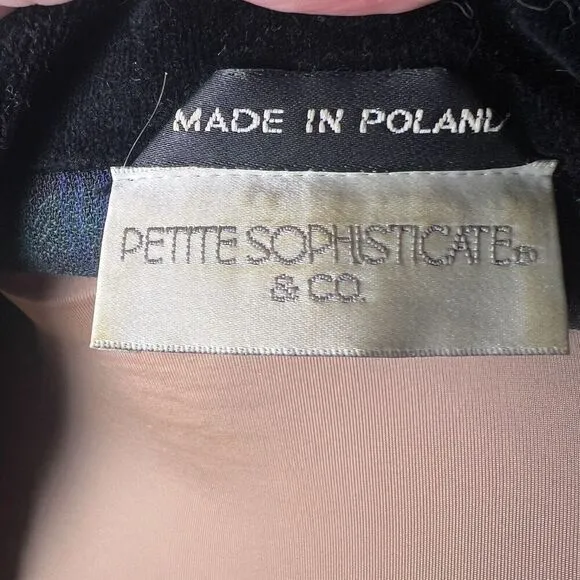 MADE IN POLAND
PETITE SOPHISTICATE®
& CO.